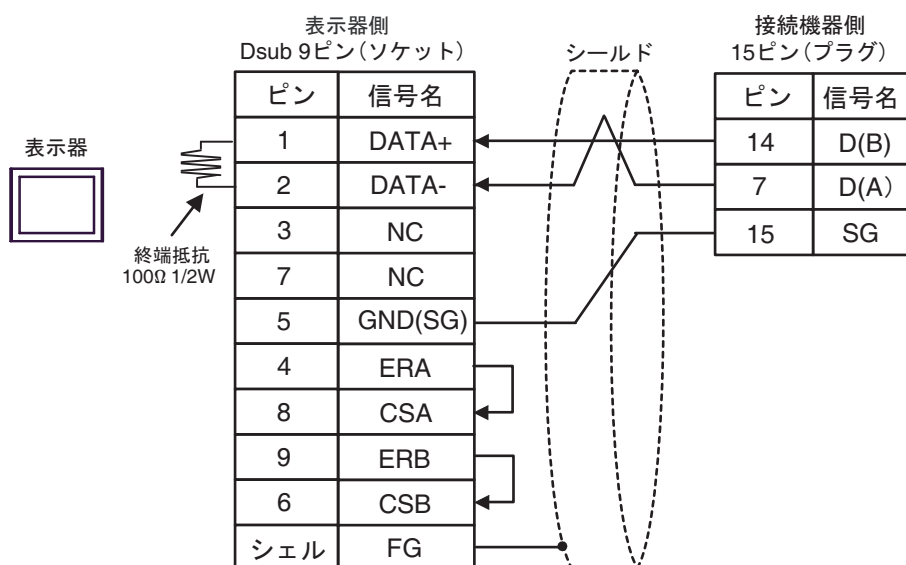 表示器側
Dsub 9ピン(ソケット)
シールド
接続機器側
15ピン(プラグ)
表示器
終端抵抗
100Ω 1/2W
ピン 信号名
1 DATA+
2 DATA-
3 NC
7 NC
5 GND(SG)
4 ERA
8 CSA
9 ERB
6 CSB
シェル FG
ピン 信号名
14 D(B)
7 D(A)
15 SG